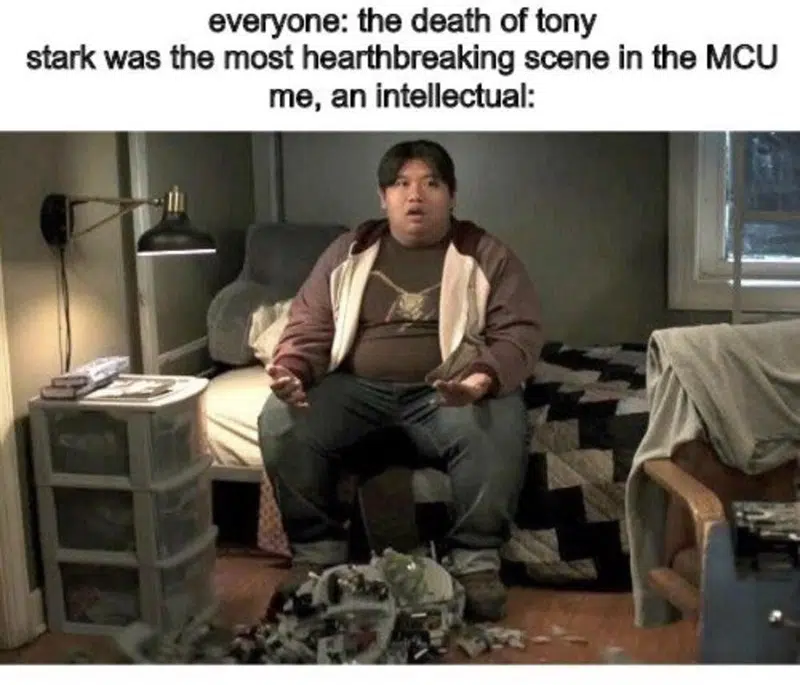 everyone: the death of tony
stark was the most hearthbreaking scene in the MCU
me, an intellectual: